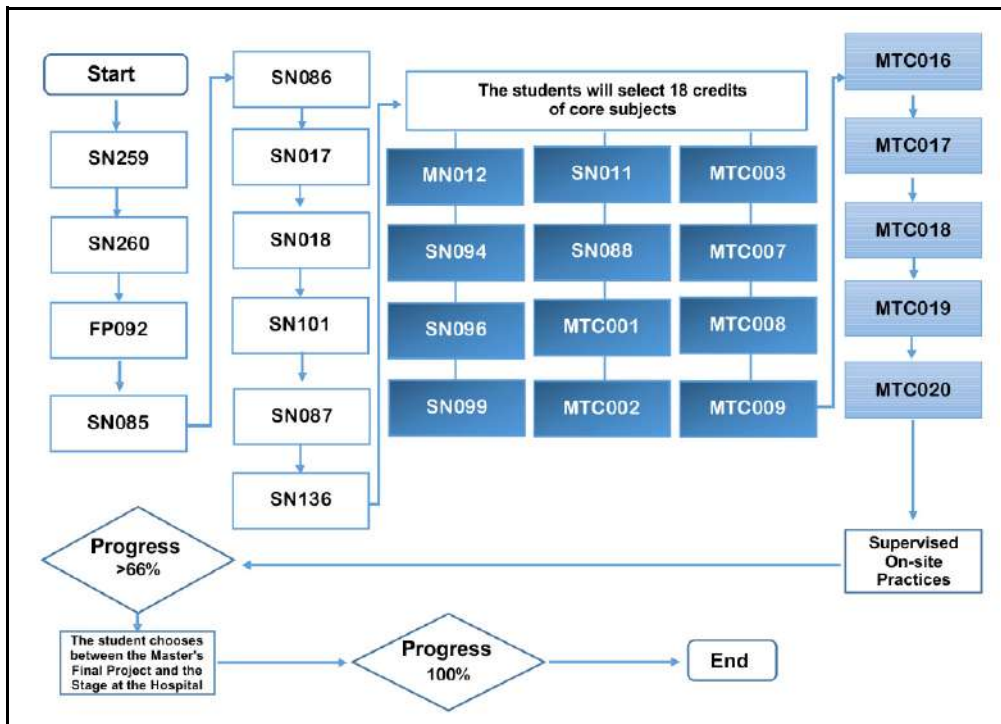 Start
SN259
SN260
FP092
SN085
SN086
SN017
SN018
SN101
SN087
SN136
The students will select 18 credits
of core subjects
MN012
SN094
SN096
SN099
SN011
SN088
MTC001
MTC002
MTC003
MTC007
MTC008
MTC009
MTC016
MTC017
MTC018
MTC019
MTC020
Supervised
On-site
Practices
Progress
>66%
The student chooses
between the Master's
Final Project and the
Stage at the Hospital
Progress
100%
End